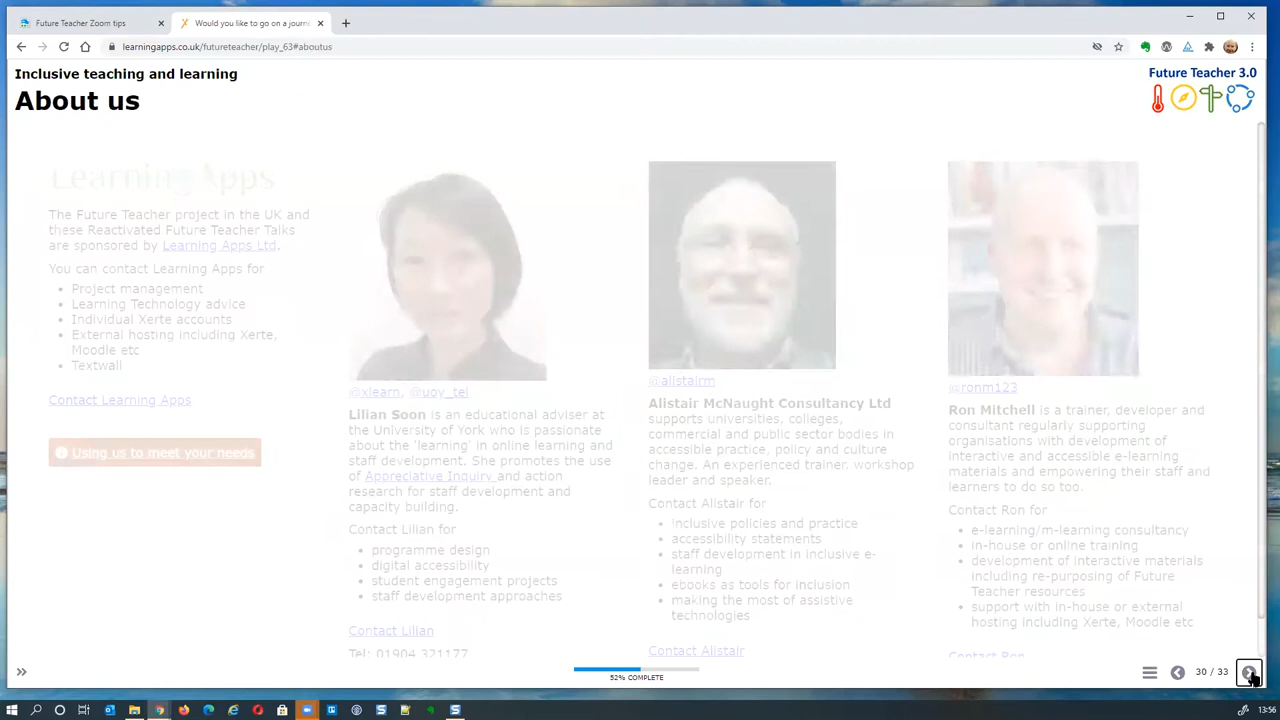 Future Teacher Zoom tips
Would you like to go on a journ
learningapps.co.uk/futureteacher/play_63#aboutus
Inclusive teaching and learning
Future Teacher 3.0
About us
Learning Apps
The Future Teacher project in the UK and
these Reactivated Future Teacher Talks
are sponsored by Learning Apps Ltd.
You can contact Learning Apps for
Project management
Learning Technology advice
Individual Xerte accounts
External hosting including Xerte,
Moodle etc
Textwall
Contact Learning Apps
Using us to meet your needs
@xlearn, @uoy_tel
Lilian Soon is an educational adviser at
the University of York who is passionate
about the 'learning' in online learning and
staff development. She promotes the use
of Appreciative Inquiry and action
research for staff development and
capacity building.
Contact Lilian for
programme design
digital accessibility
student engagement projects
staff development approaches
Contact Lilian
Tel: 01904 321177
@alistairm
Alistair McNaught Consultancy Ltd
supports universities, colleges,
commercial and public sector bodies in
accessible practice, policy and culture
change. An experienced trainer, workshop
leader and speaker.
Contact Alistair for
Inclusive policies and practice
accessibility statements
staff development in inclusive e-
learning
ebooks as tools for inclusion
making the most of assistive
technologies
Contact Alistair
@ronm123
Ron Mitchell is a trainer, developer and
consultant regularly supporting
organisations with development of
interactive and accessible e-learning
materials and empowering their staff and
learners to do so too.
Contact Ron for
e-learning/m-learning consultancy
in-house or online training
development of interactive materials
including re-purposing of Future
Teacher resources
support with in-house or external
hosting including Xerte, Moodle etc
Contact Ron
52% COMPLETE
30 / 33
13:56